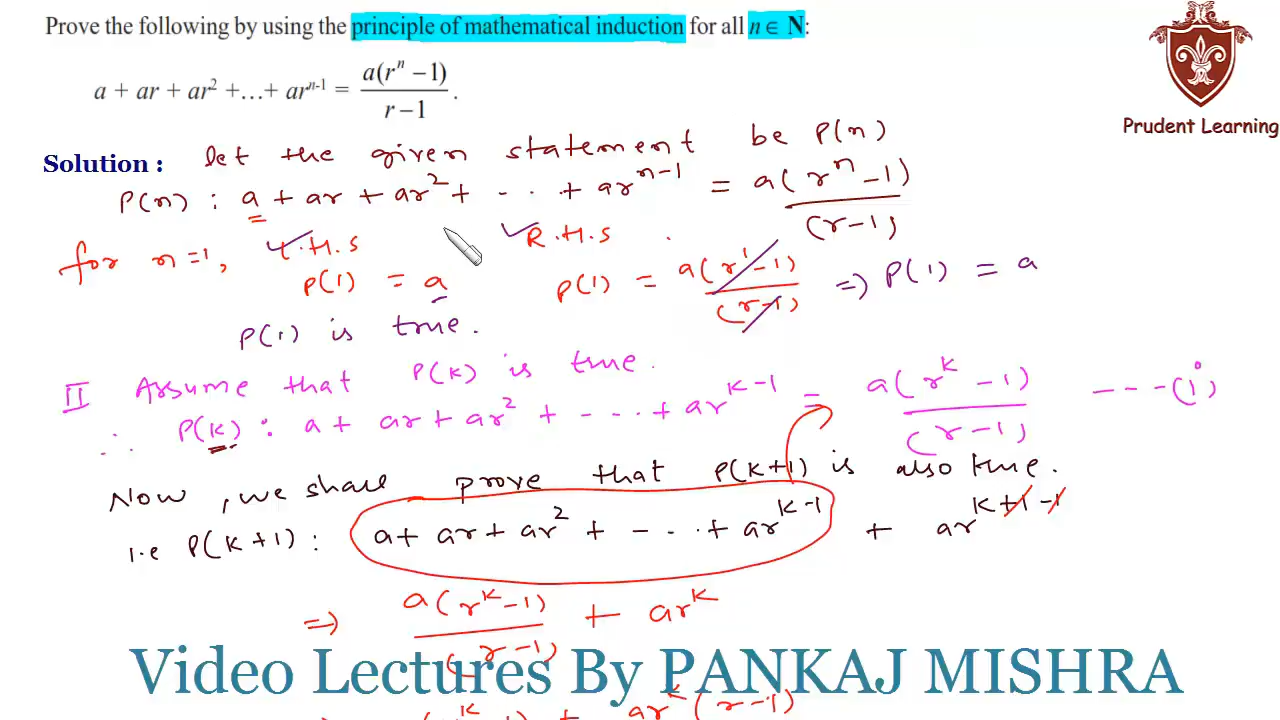 Prove the following by using the principle of mathematical induction for all n ∈ N:
a + ar + ar² +...+ arⁿ⁻¹ = a(rⁿ − 1) / r − 1 .
Prudent Learning
Solution : let the given statement be P(n)
P(n) : a + ar + ar² + - . . + arⁿ⁻¹ = a(rⁿ − 1) / (r − 1)
for n = 1, L.H.S R.H.S
P(1) = a P(1) = a(r¹ − 1) / (r − 1) ⇒ P(1) = a
P(1) is true.
II Assume that P(k) is true.
∴ P(k) : a + ar + ar² + - - . . + arᵏ⁻¹ = a(rᵏ − 1) / (r − 1) - - - (i)
Now, we shall prove that P(k+1) is also true.
i.e P(k+1) : a + ar + ar² + - - . . + arᵏ⁻¹ + arᵏ⁺¹⁻¹
⇒ a(rᵏ − 1) / (r − 1) + arᵏ
Video Lectures By PANKAJ MISHRA
+ arᵏ (r − 1)